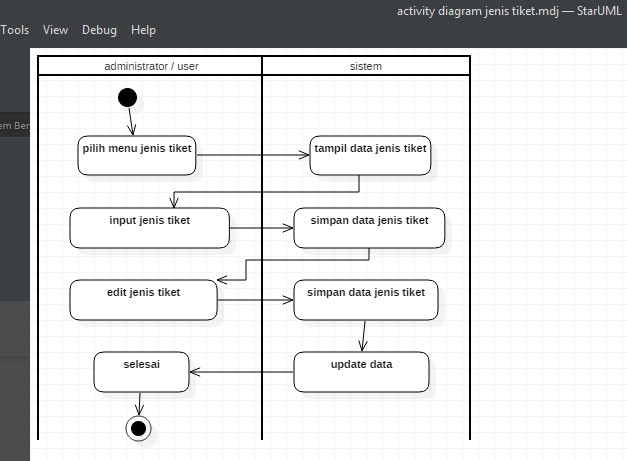 activity diagram jenis tiket.mdj — StarUML
Tools View Debug Help
administrator / user sistem
pilih menu jenis tiket tampil data jenis tiket
input jenis tiket simpan data jenis tiket
edit jenis tiket simpan data jenis tiket
selesai update data